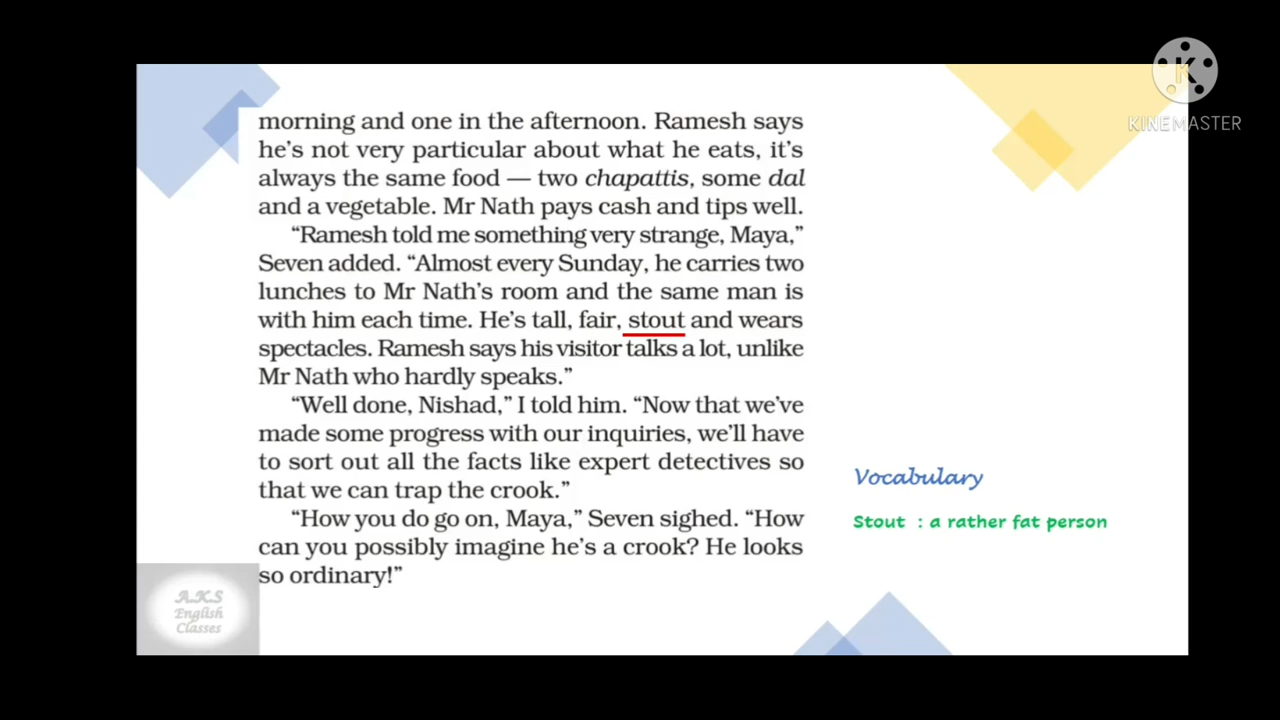 KINEMASTER
morning and one in the afternoon. Ramesh says
he's not very particular about what he eats, it's
always the same food — two chapattis, some dal
and a vegetable. Mr Nath pays cash and tips well.
“Ramesh told me something very strange, Maya,”
Seven added. “Almost every Sunday, he carries two
lunches to Mr Nath’s room and the same man is
with him each time. He’s tall, fair, stout and wears
spectacles. Ramesh says his visitor talks a lot, unlike
Mr Nath who hardly speaks.”
“Well done, Nishad,” I told him. “Now that we’ve
made some progress with our inquiries, we’ll have
to sort out all the facts like expert detectives so
that we can trap the crook.”
“How you do go on, Maya,” Seven sighed. “How
can you possibly imagine he’s a crook? He looks
so ordinary!”
Vocabulary
Stout : a rather fat person
A.K.S
English
Classes